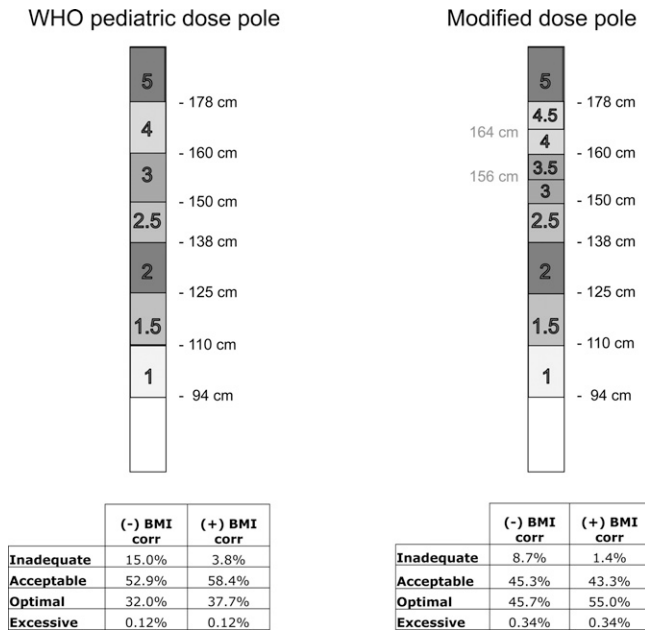 WHO pediatric dose pole
5
- 178 cm
4
- 160 cm
3
- 150 cm
2.5
- 138 cm
2
- 125 cm
1.5
- 110 cm
1
- 94 cm
(-) BMI corr (+) BMI corr
Inadequate 15.0% 3.8%
Acceptable 52.9% 58.4%
Optimal 32.0% 37.7%
Excessive 0.12% 0.12%
Modified dose pole
5
- 178 cm
4.5
164 cm
4
- 160 cm
3.5
156 cm
3
- 150 cm
2.5
- 138 cm
2
- 125 cm
1.5
- 110 cm
1
- 94 cm
(-) BMI corr (+) BMI corr
Inadequate 8.7% 1.4%
Acceptable 45.3% 43.3%
Optimal 45.7% 55.0%
Excessive 0.34% 0.34%